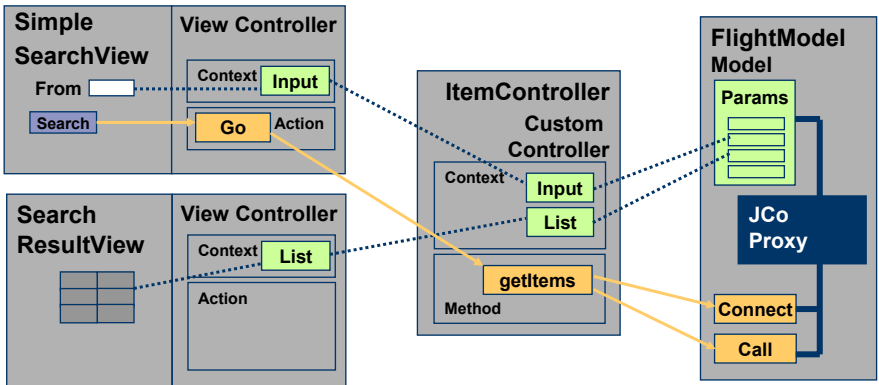 Simple
SearchView
From
Search
View Controller
Context
Input
Go
Action
Search
ResultView
View Controller
Context
List
Action
ItemController
Custom
Controller
Context
Input
List
getItems
Method
FlightModel
Model
Params
JCo
Proxy
Connect
Call